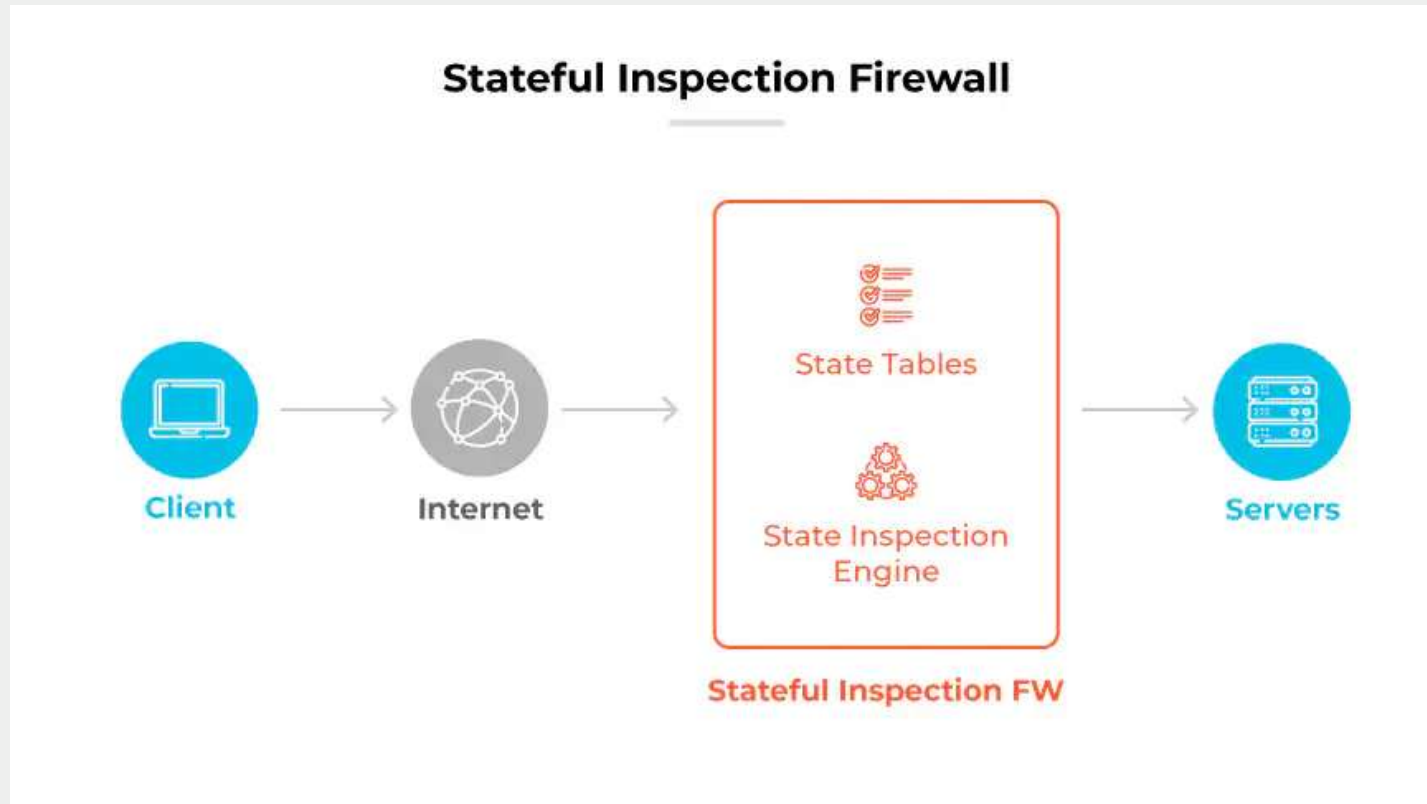 Stateful Inspection Firewall
State Tables
Client
Internet
State Inspection
Engine
Servers
Stateful Inspection FW